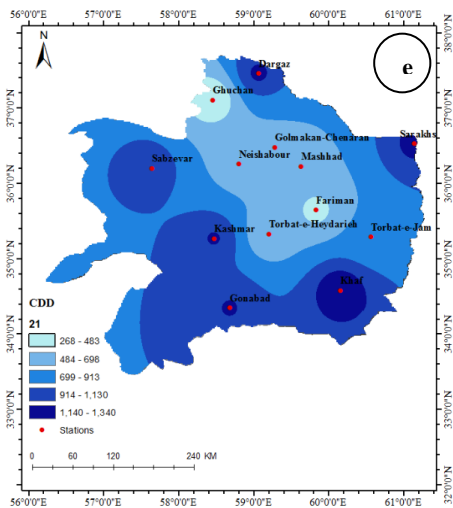 56°0'0"E 57°0'0"E 58°0'0"E 59°0'0"E 60°0'0"E 61°0'0"E
N
e
38°0'0"N
37°0'0"N
36°0'0"N
35°0'0"N
34°0'0"N
33°0'0"N
32°0'0"N
Dargaz
Ghuchan
Golmakan-Chenaran
Sarakhs
Sabzevar
Neishabour
Mashhad
Fariman
Kashmar
Torbat-e-Heydarieh
Torbat-e-Jam
Khaf
Gonabad
CDD
21
268 - 483
484 - 698
699 - 913
914 - 1,130
1,140 - 1,340
Stations
0 60 120 240 KM
37°0'0"N
36°0'0"N
35°0'0"N
34°0'0"N
33°0'0"N
32°0'0"N
56°0'0"E 57°0'0"E 58°0'0"E 59°0'0"E 60°0'0"E 61°0'0"E